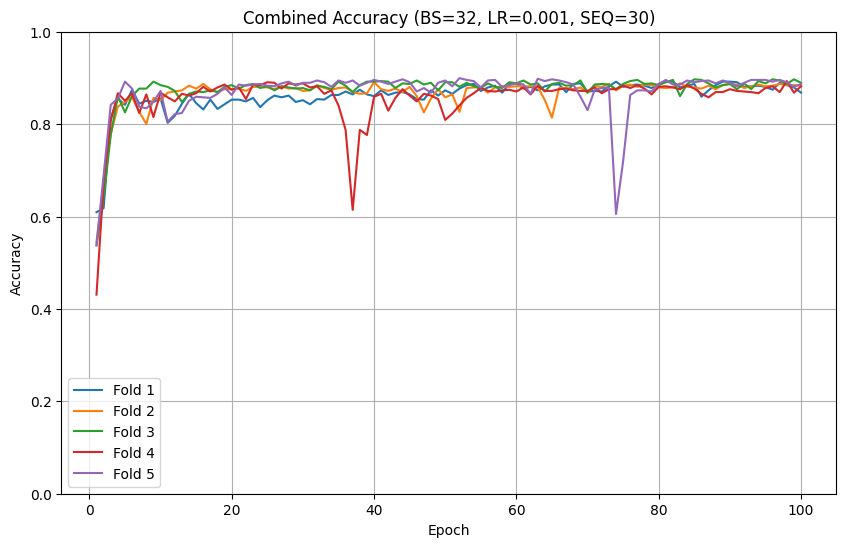 Combined Accuracy (BS=32, LR=0.001, SEQ=30)
1.0
0.8
0.6
0.4
0.2
0.0
Accuracy
Fold 1
Fold 2
Fold 3
Fold 4
Fold 5
0 20 40 60 80 100
Epoch